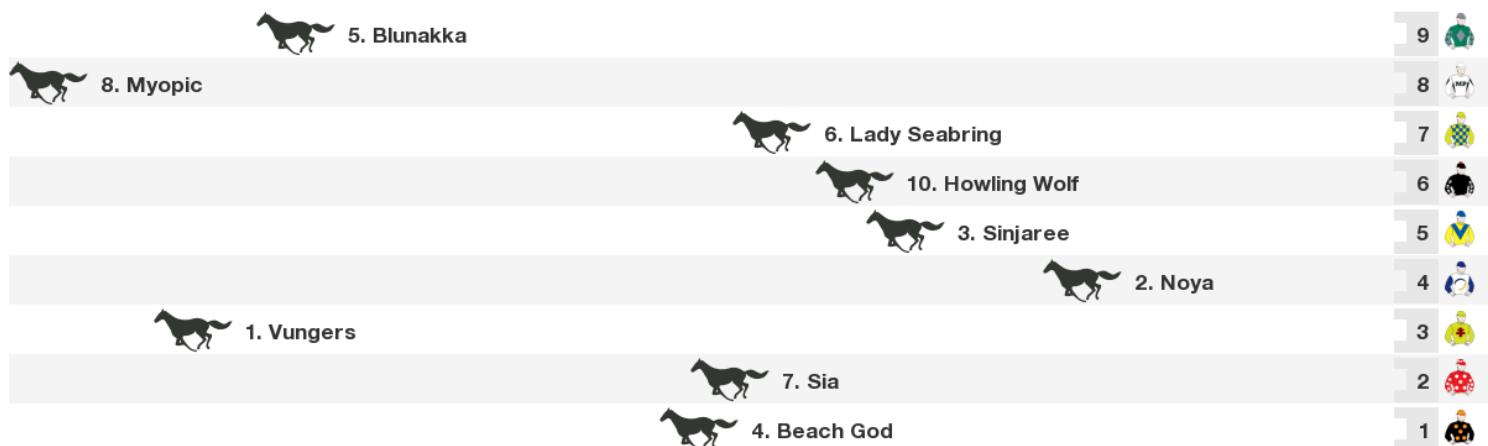 5. Blunakka 9
8. Myopic 8
6. Lady Seabring 7
10. Howling Wolf 6
3. Sinjaree 5
2. Noya 4
1. Vungers 3
7. Sia 2
4. Beach God 1